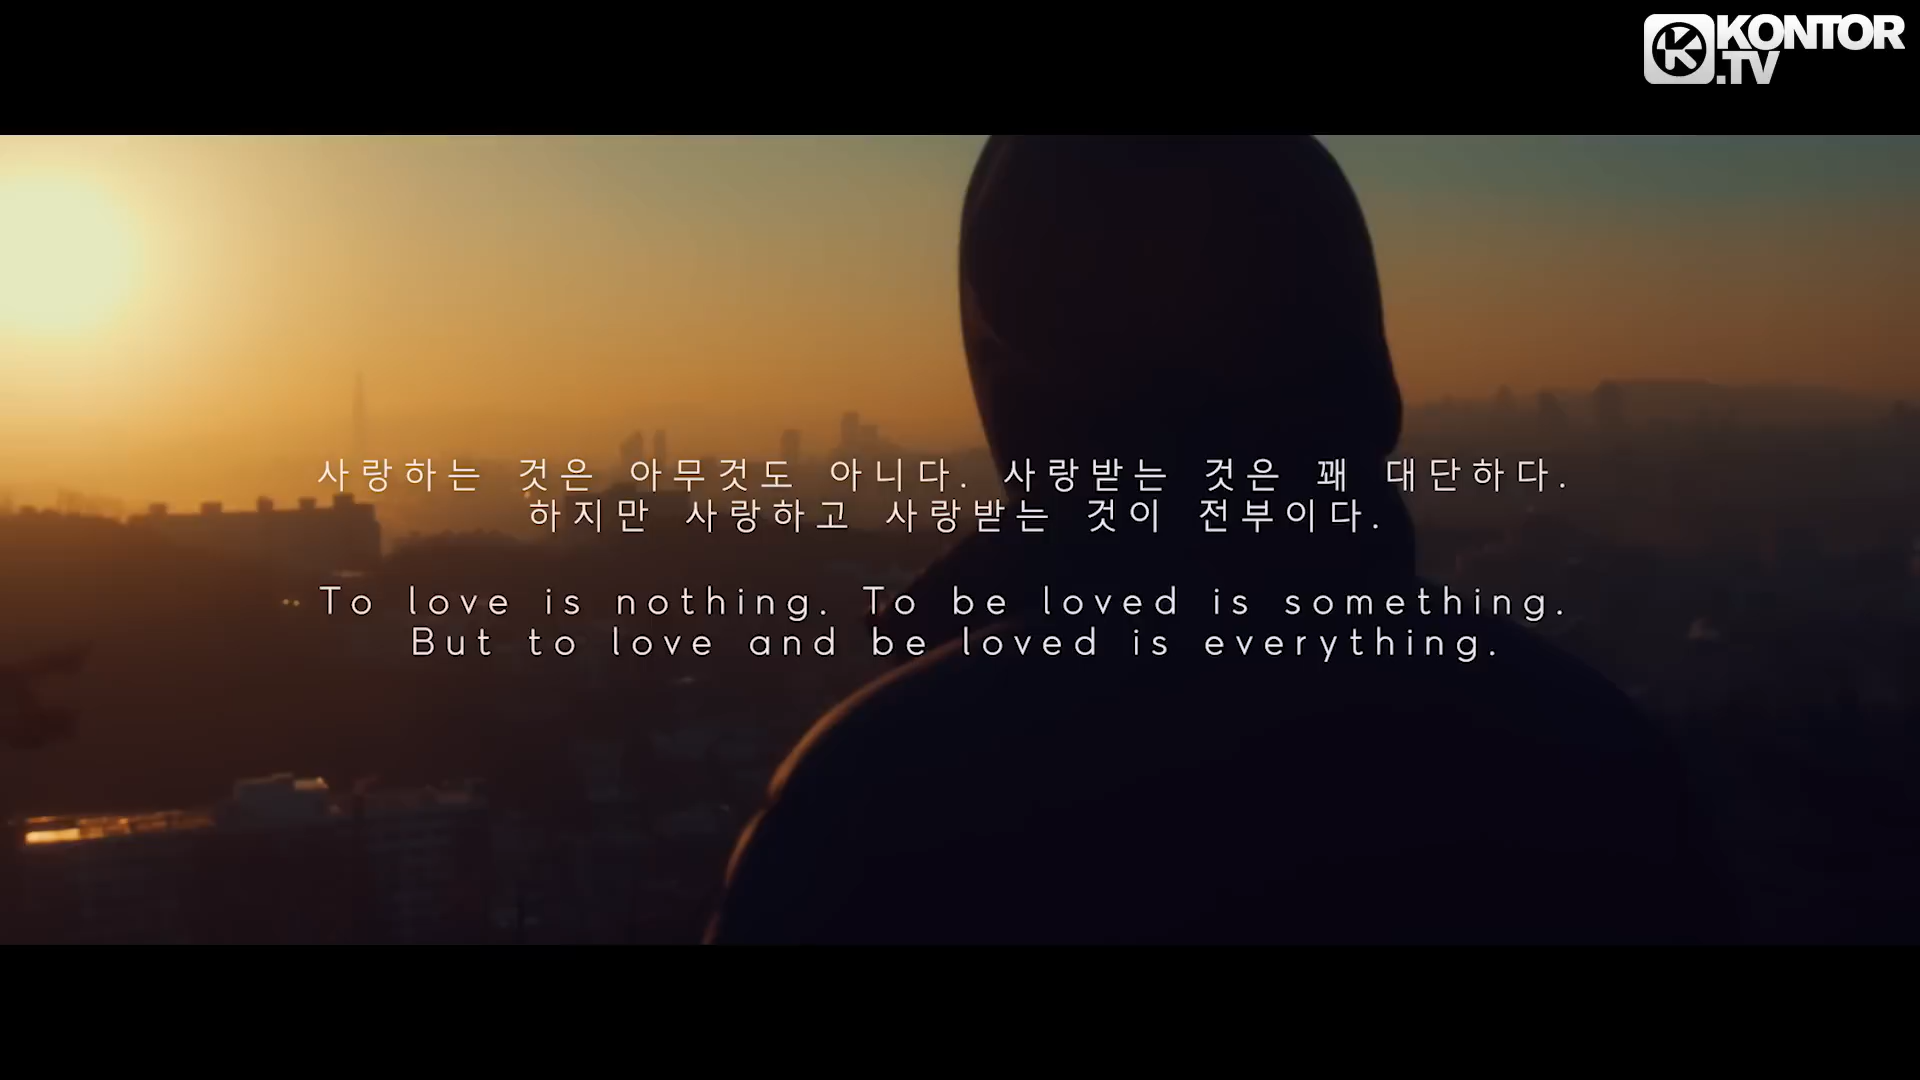 KONTOR
.TV
사랑하는 것은 아무것도 아니다. 사랑받는 것은 꽤 대단하다.
하지만 사랑하고 사랑받는 것이 전부이다.
To love is nothing. To be loved is something.
But to love and be loved is everything.